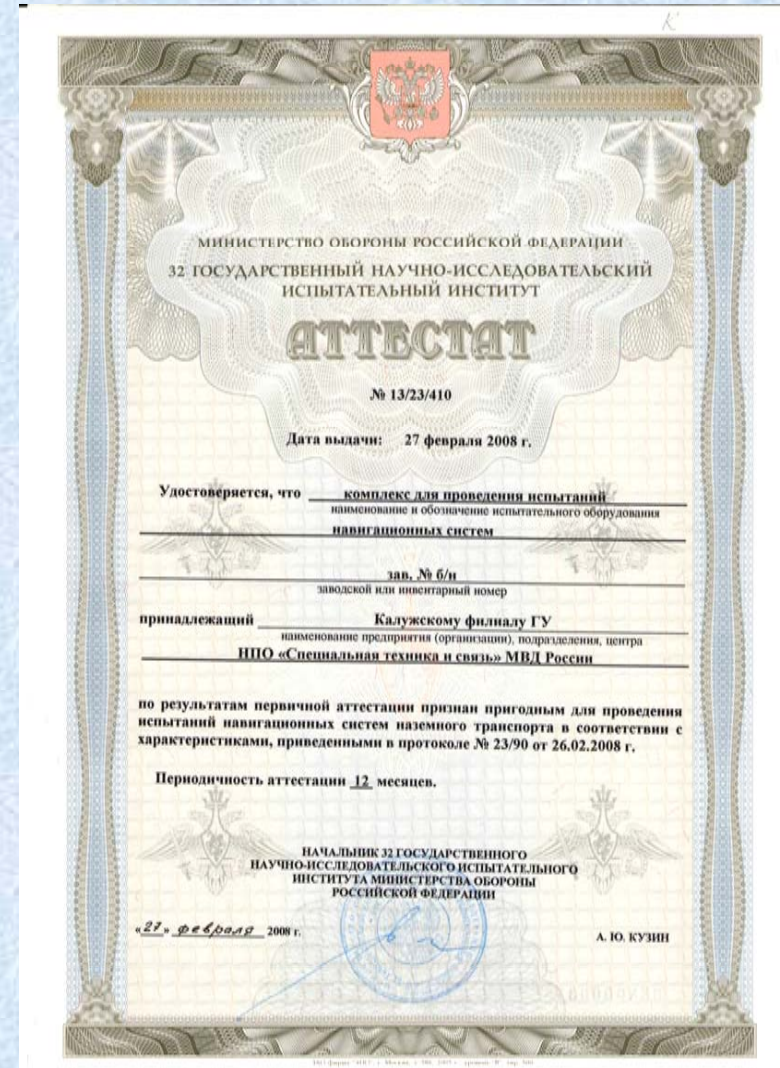 К
МИНИСТЕРСТВО ОБОРОНЫ РОССИЙСКОЙ ФЕДЕРАЦИИ
32 ГОСУДАРСТВЕННЫЙ НАУЧНО-ИССЛЕДОВАТЕЛЬСКИЙ
ИСПЫТАТЕЛЬНЫЙ ИНСТИТУТ
АТТЕСТАТ
№ 13/23/410
Дата выдачи: 27 февраля 2008 г.
Удостоверяется, что комплекс для проведения испытаний
наименование и обозначение испытательного оборудования
навигационных систем
зав. № б/н
заводской или инвентарный номер
принадлежащий Калужскому филиалу ГУ
наименование предприятия (организации), подразделения, центра
НПО «Специальная техника и связь» МВД России
по результатам первичной аттестации признан пригодным для проведения
испытаний навигационных систем наземного транспорта в соответствии с
характеристиками, приведенными в протоколе № 23/90 от 26.02.2008 г.
Периодичность аттестации 12 месяцев.
НАЧАЛЬНИК 32 ГОСУДАРСТВЕННОГО
НАУЧНО-ИССЛЕДОВАТЕЛЬСКОГО ИСПЫТАТЕЛЬНОГО
ИНСТИТУТА МИНИСТЕРСТВА ОБОРОНЫ
РОССИЙСКОЙ ФЕДЕРАЦИИ
«27» февраля 2008 г.
А. Ю. КУЗИН